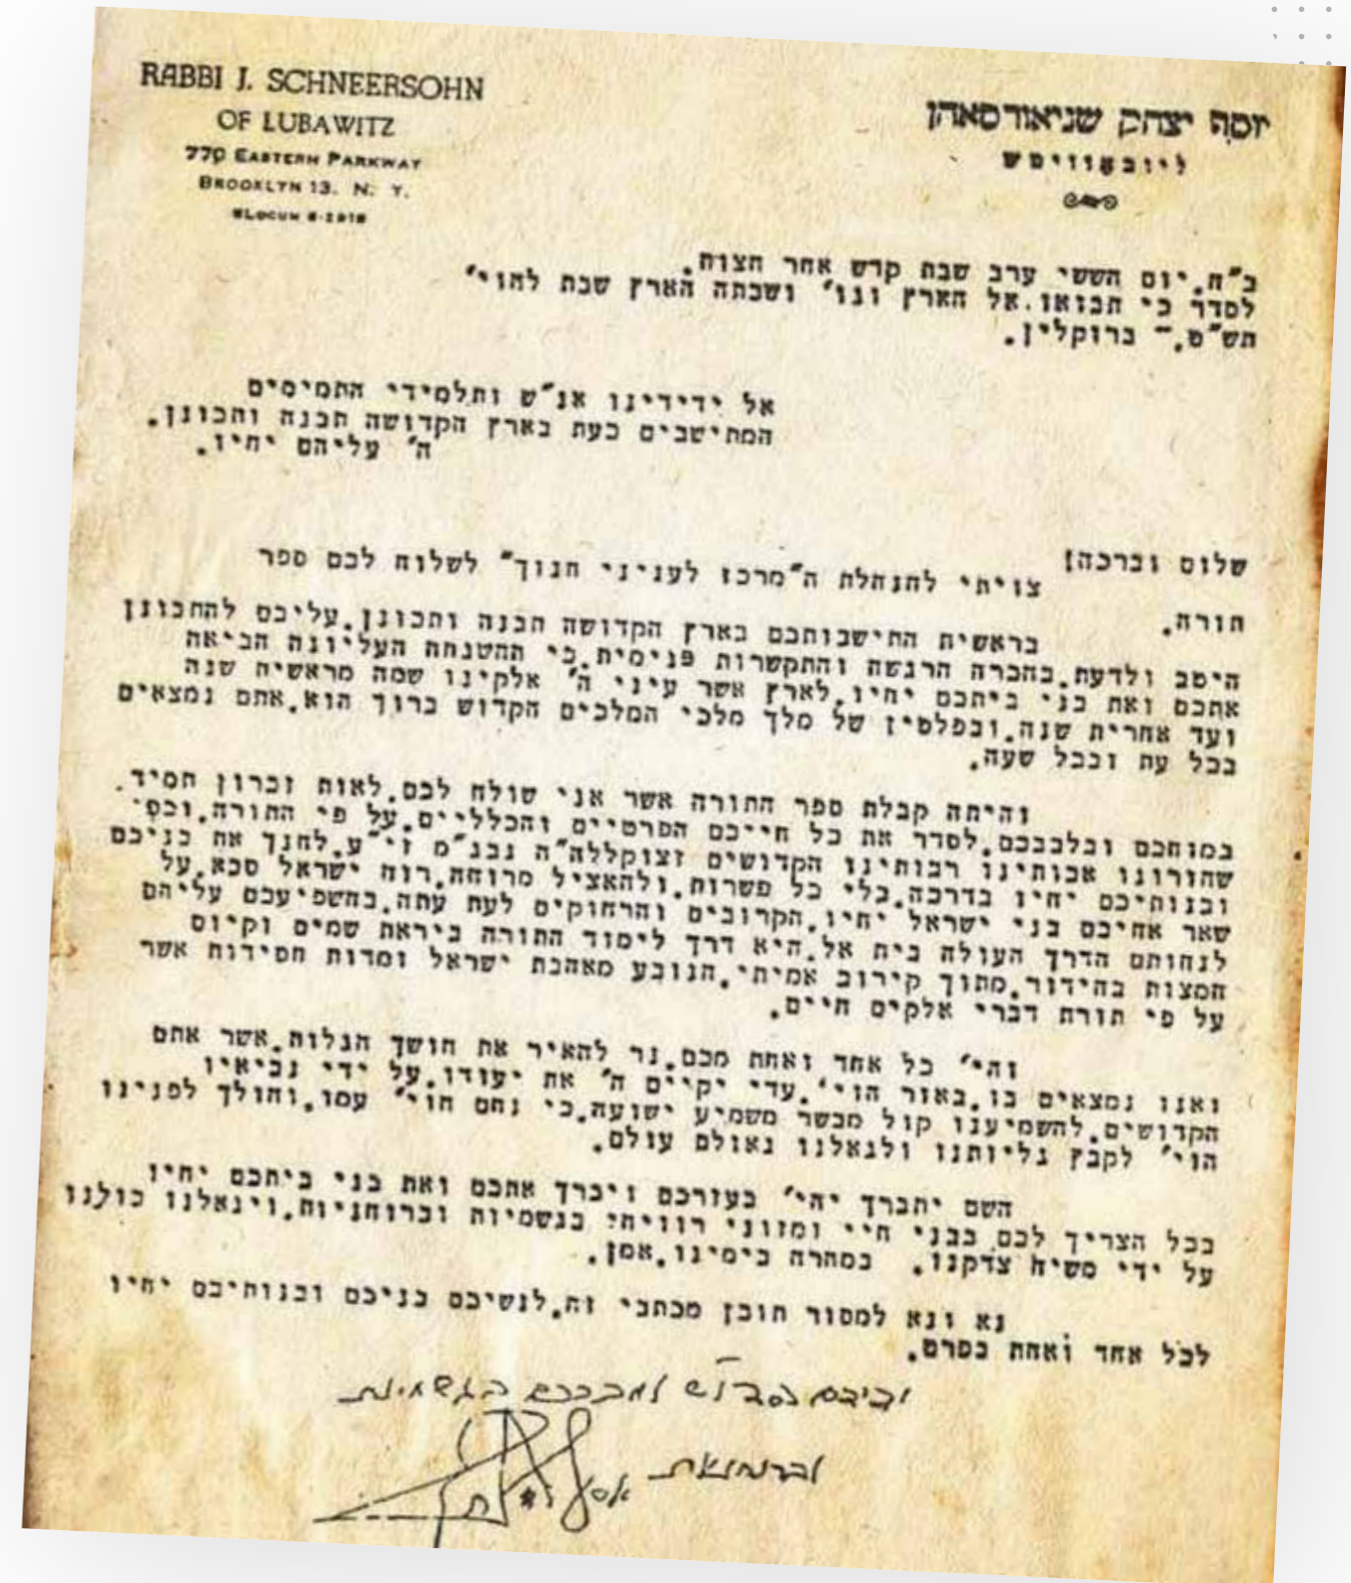 RABBI J. SCHNEERSOHN
OF LUBAWITZ
770 EASTERN PARKWAY
BROOKLYN 13. N. Y.
SLOCUM 6-2919
יוסף יצחק שניאורסאהן
ליובאוויטש
ב"ה. יום הששי ערב שבת קדש אחר חצות.
לסדר כי תבואו.אל הארץ וגו' ושבתה הארץ שבת להוי'
תש"ט.– ברוקלין.
אל ידידינו אנ"ש ותלמידי התמימים
המתישבים כעת בארץ הקדושה תבנה ותכונן.
ה' עליהם יחיו.
שלום וברכה!
צויתי להנהלת ה"מרכז לעניני חנוך" לשלוח לכם ספר
תורה.
בראשית התישבותכם בארץ הקדושה תבנה ותכונן.עליכם להתבונן
היטב ולדעת.בהכרה הרגשה והתקשרות פנימית.כי ההשגחה העליונה הביאה
אתכם ואת בני ביתכם יחיו.לארץ אשר עיני ה' אלקינו שמה מראשית שנה
ועד אחרית שנה.ובפלטין של מלך מלכי המלכים הקדוש ברוך הוא.אתם נמצאים
בכל עת ובכל שעה.
והיתה קבלת ספר התורה אשר אני שולח לכם.לאות זכרון תמיד.
במוחכם ובלבבכם.לסדר את כל חייכם הפרטיים והכלליים.על פי התורה.וכפי
שהורונו אבותינו רבותינו הקדושים זצוקללה"ה נבג"מ זי"ע.לחנך את בניכם
ובנותיכם יחיו בדרכה.בלי כל פשרות.ולהאציל מרוחה.רוח ישראל סבא.על
שאר אחיכם בני ישראל יחיו.הקרובים והרחוקים לעת עתה.בהשפיעכם עליהם
לנחותם הדרך העולה בית אל.היא דרך לימוד התורה ביראת שמים וקיום
המצות בהידור.מתוך קירוב אמיתי.הנובע מאהבת ישראל ומדות חסידות אשר
על פי תורת דברי אלקים חיים.
והי' כל אחד ואחת מכם.נר להאיר את חושך הגלות.אשר אתם
ואנו נמצאים בו.באור הוי'.עדי יקיים ה' את יעודו.על ידי נביאיו
הקדושים.להשמיענו קול מבשר משמיע ישועה.כי נחם הוי' עמו.והולך לפנינו
הוי' לקבץ גליותנו ולגאלנו גאולם עולם.
השם יתברך יהי' בעזרכם ויברך אתכם ואת בני ביתכם יחיו
בכל הצריך לכם בבני חיי ומזוני רוויחי בגשמיות וברוחניות.ויגאלנו כולנו
על ידי משיח צדקנו. במהרה בימינו.אמן.
נא ונא למסור תוכן מכתבי זה.לנשיכם בניכם ובנותיכם יחיו
לכל אחד ואחת בפרט.
ידידם הדו"ש ומברכם בגשמיות
וברוחניות